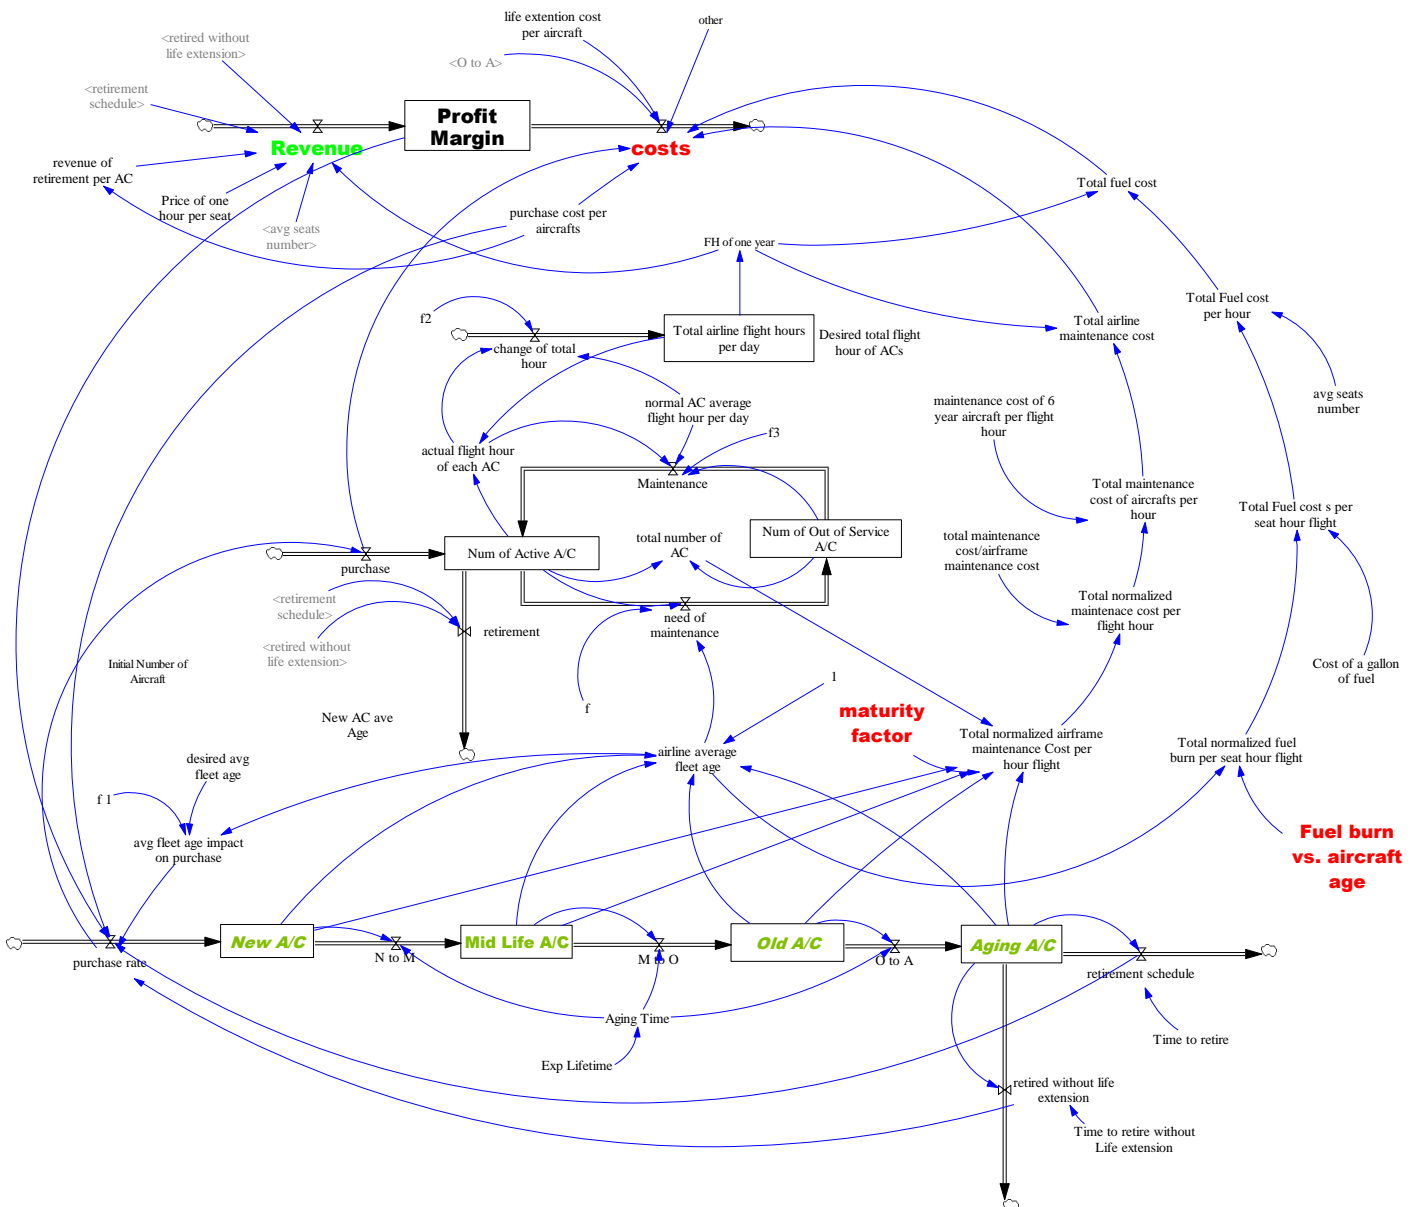 life extention cost
per aircraft
other
<retired without
life extension>
<O to A>
<retirement
schedule>
Profit
Margin
Revenue
costs
revenue of
retirement per AC
Price of one
hour per seat
<avg seats
number>
purchase cost per
aircrafts
Total fuel cost
FH of one year
f2
change of total
hour
Total airline flight hours
per day
Desired total flight
hour of ACs
Total airline
maintenance cost
Total Fuel cost
per hour
avg seats
number
normal AC average
flight hour per day
maintenance cost of 6
year aircraft per flight
hour
f3
actual flight hour
of each AC
Maintenance
Total maintenance
cost of aircrafts per
hour
Total Fuel cost s per
seat hour flight
Num of Active A/C
total number of
AC
Num of Out of Service
A/C
total maintenance
cost/airframe
maintenance cost
purchase
<retirement
schedule>
retirement
<retired without
life extension>
need of
maintenance
Total normalized
maintenace cost per
flight hour
Initial Number of
Aircraft
Cost of a gallon
of fuel
New AC ave
Age
f
1
maturity
factor
Total normalized airframe
maintenance Cost per
hour flight
Total normalized fuel
burn per seat hour flight
airline average
fleet age
desired avg
fleet age
f 1
avg fleet age impact
on purchase
Fuel burn
vs. aircraft
age
purchase rate
New A/C
N to M
Mid Life A/C
M to O
Old A/C
O to A
Aging A/C
retirement schedule
Aging Time
Time to retire
Exp Lifetime
retired without life
extension
Time to retire without
Life extension